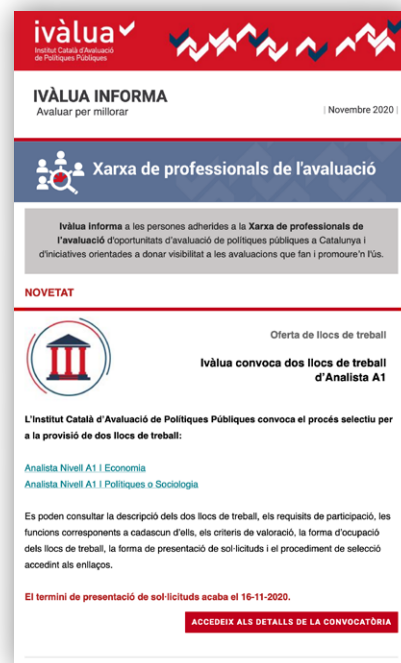 ivàlua
Institut Català d'Avaluació
de Polítiques Públiques
IVÀLUA INFORMA
Avaluar per millorar
| Novembre 2020 |
Xarxa de professionals de l'avaluació
Ivàlua informa a les persones adherides a la Xarxa de professionals de
l'avaluació d'oportunitats d'avaluació de polítiques públiques a Catalunya i
d'iniciatives orientades a donar visibilitat a les avaluacions que fan i promoure'n l'ús.
NOVETAT
Oferta de llocs de treball
Ivàlua convoca dos llocs de treball
d'Analista A1
L'Institut Català d'Avaluació de Polítiques Públiques convoca el procés selectiu per
a la provisió de dos llocs de treball:
Analista Nivell A1 | Economia
Analista Nivell A1 | Polítiques o Sociologia
Es poden consultar la descripció dels dos llocs de treball, els requisits de participació, les
funcions corresponents a cadascun d'ells, els criteris de valoració, la forma d'ocupació
dels llocs de treball, la forma de presentació de sol·licituds i el procediment de selecció
accedint als enllaços.
El termini de presentació de sol·licituds acaba el 16-11-2020.
ACCEDEIX ALS DETALLS DE LA CONVOCATÒRIA